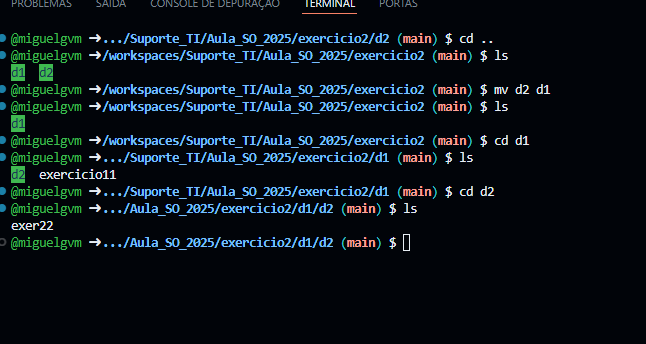 PROBLEMAS SAÍDA CONSOLE DE DEPURAÇÃO TERMINAL PORTAS
@miguelgvm ➜.../Suporte_TI/Aula_SO_2025/exercicio2/d2 (main) $ cd ..
@miguelgvm ➜/workspaces/Suporte_TI/Aula_SO_2025/exercicio2 (main) $ ls
d1 d2
@miguelgvm ➜/workspaces/Suporte_TI/Aula_SO_2025/exercicio2 (main) $ mv d2 d1
@miguelgvm ➜/workspaces/Suporte_TI/Aula_SO_2025/exercicio2 (main) $ ls
d1
@miguelgvm ➜/workspaces/Suporte_TI/Aula_SO_2025/exercicio2 (main) $ cd d1
@miguelgvm ➜.../Suporte_TI/Aula_SO_2025/exercicio2/d1 (main) $ ls
d2 exercicio11
@miguelgvm ➜.../Suporte_TI/Aula_SO_2025/exercicio2/d1 (main) $ cd d2
@miguelgvm ➜.../Aula_SO_2025/exercicio2/d1/d2 (main) $ ls
exer22
@miguelgvm ➜.../Aula_SO_2025/exercicio2/d1/d2 (main) $